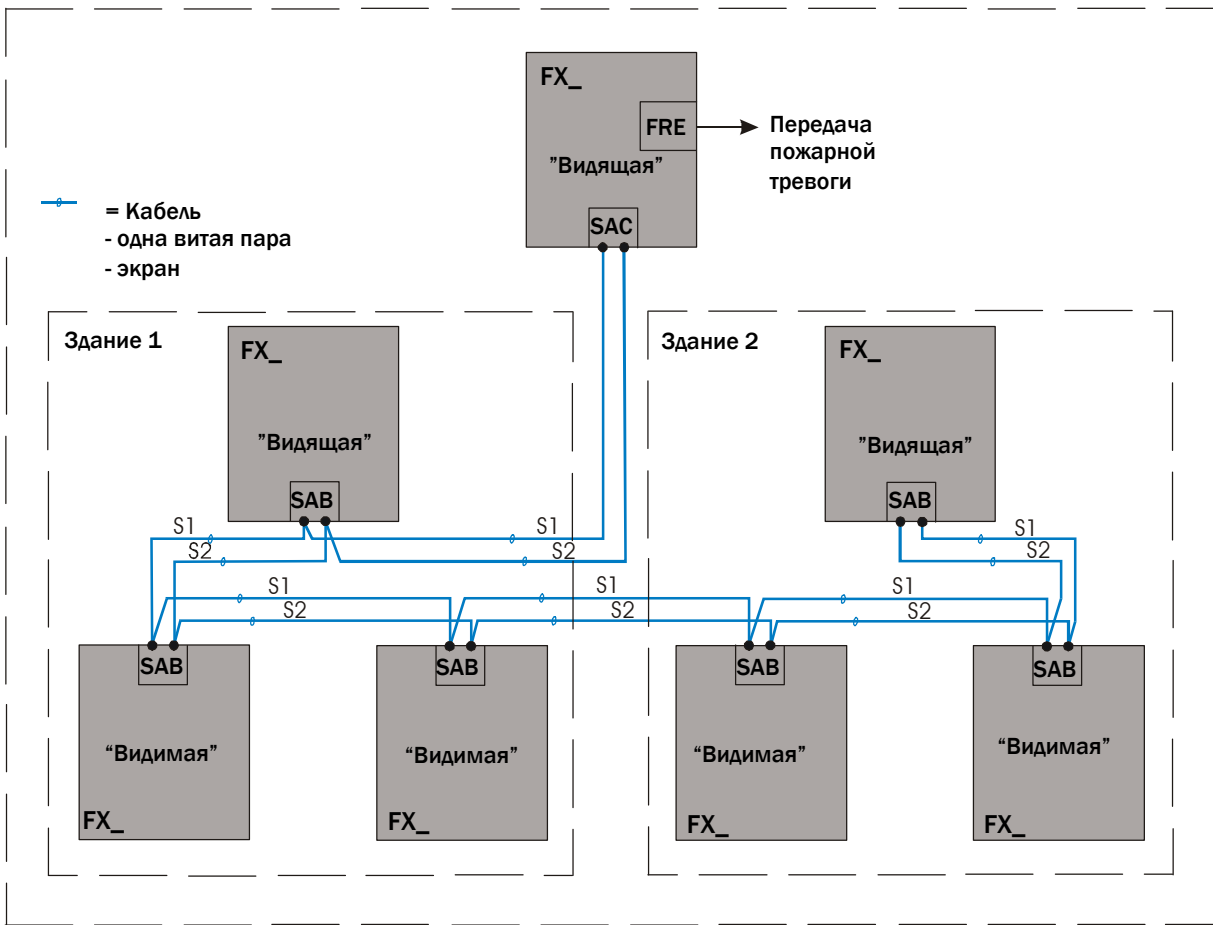 FX_
FRE
"Видящая"
SAC
Передача
пожарной
тревоги
= Кабель
- одна витая пара
- экран
Здание 1
FX_
"Видящая"
SAB
Здание 2
FX_
"Видящая"
SAB
S1
S1
S2
S2
S1
S2
S1
S2
S1
S2
S1
S2
SAB
"Видимая"
FX_
SAB
"Видимая"
FX_
SAB
"Видимая"
FX_
SAB
"Видимая"
FX_